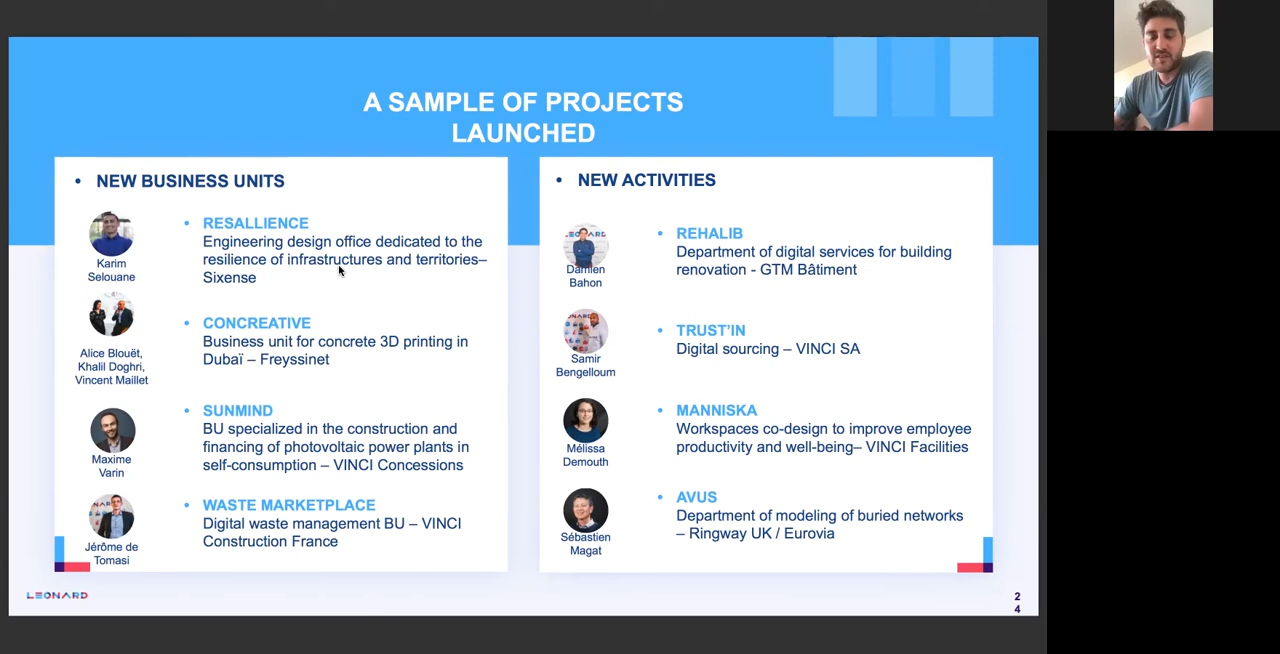 A SAMPLE OF PROJECTS
LAUNCHED
• NEW BUSINESS UNITS
Karim
Selouane
• RESALLIENCE
Engineering design office dedicated to the
resilience of infrastructures and territories–
Sixense
Alice Blouët,
Khalil Doghri,
Vincent Maillet
• CONCREATIVE
Business unit for concrete 3D printing in
Dubaï – Freyssinet
Maxime
Varin
• SUNMIND
BU specialized in the construction and
financing of photovoltaic power plants in
self-consumption – VINCI Concessions
Jérôme de
Tomasi
• WASTE MARKETPLACE
Digital waste management BU – VINCI
Construction France
• NEW ACTIVITIES
Damien
Bahon
• REHALIB
Department of digital services for building
renovation - GTM Bâtiment
Samir
Bengelloum
• TRUST’IN
Digital sourcing – VINCI SA
Mélissa
Demouth
• MANNISKA
Workspaces co-design to improve employee
productivity and well-being– VINCI Facilities
Sébastien
Magat
• AVUS
Department of modeling of buried networks
– Ringway UK / Eurovia
LEONARD
2
4